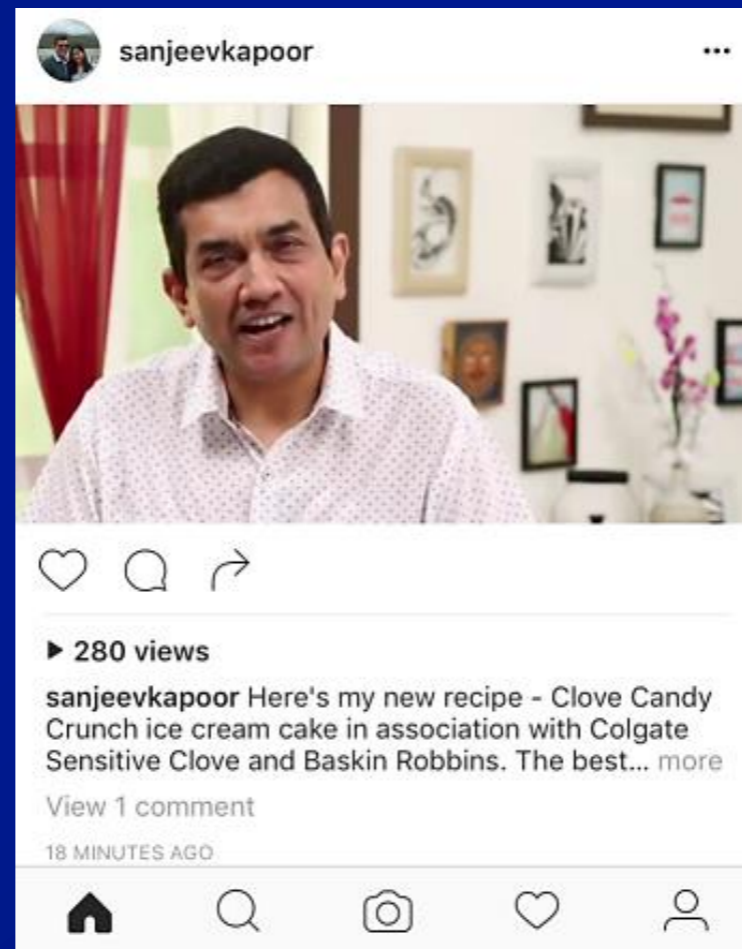 sanjeevkapoor
280 views
sanjeevkapoor Here's my new recipe - Clove Candy
Crunch ice cream cake in association with Colgate
Sensitive Clove and Baskin Robbins. The best... more
View 1 comment
18 MINUTES AGO